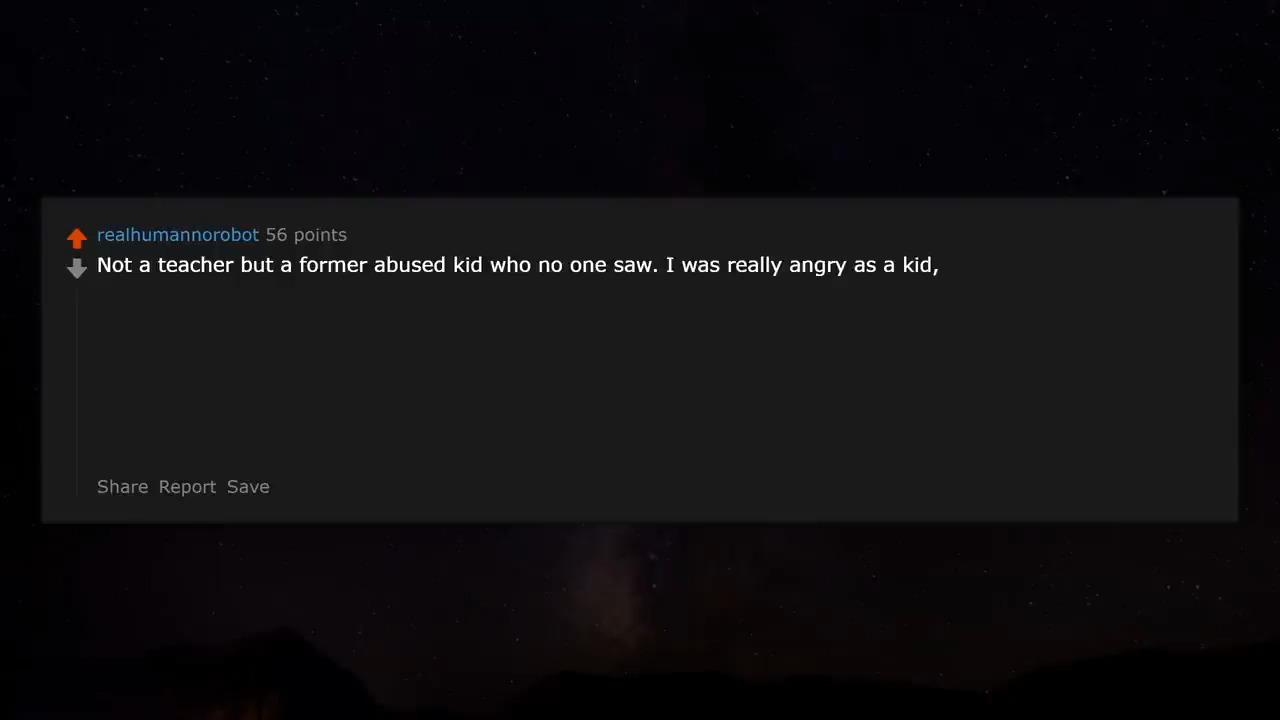 realhumannorobot 56 points
Not a teacher but a former abused kid who no one saw. I was really angry as a kid,
Share Report Save